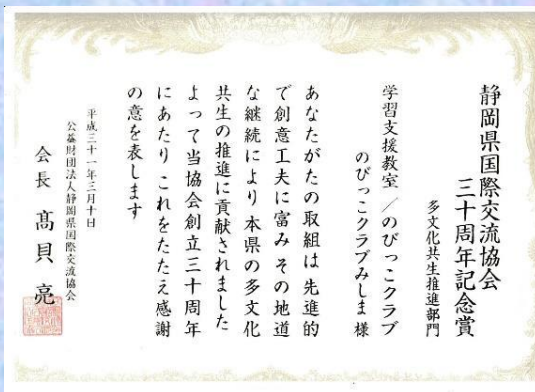 静岡県国際交流協会
三十周年記念賞
多文化共生推進部門
学習支援教室／のびっこクラブ
のびっこクラブみしま 様
あなたがたの取組は 先進的
で創意工夫に富み その地道
な継続により 本県の多文化
共生の推進に貢献されました
よって当協会創立三十周年
にあたり これをたたえ感謝
の意を表します
平成三十一年三月十日
公益財団法人静岡県国際交流協会
会長 髙貝 亮